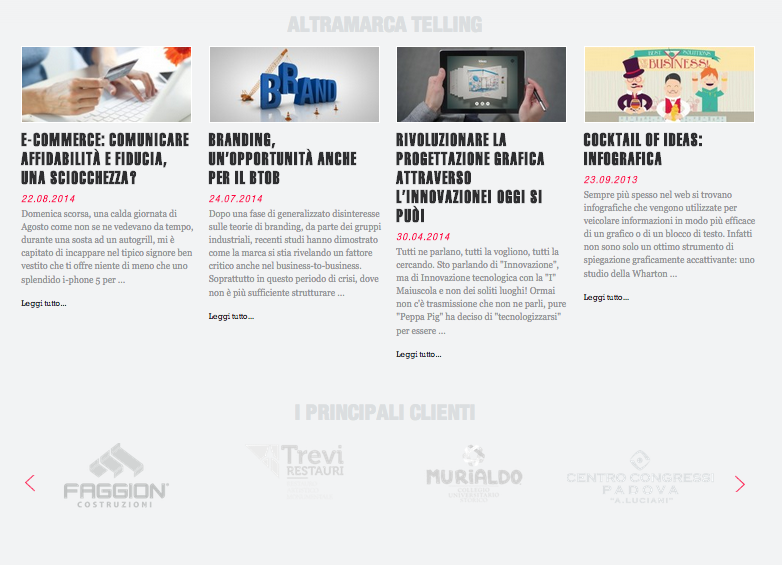 ALTRAMARCA TELLING
BRAND
BUSINESS!
E-COMMERCE: COMUNICARE
AFFIDABILITÀ E FIDUCIA,
UNA SCIOCCHEZZA?
22.08.2014
Domenica scorsa, una calda giornata di
Agosto come non se ne vedevano da tempo,
durante una sosta ad un autogrill, mi è
capitato di incappare nel tipico signore ben
vestito che ti offre niente di meno che uno
splendido i-phone 5 per ...
Leggi tutto...
BRANDING,
UN'OPPORTUNITÀ ANCHE
PER IL BTOB
24.07.2014
Dopo una fase di generalizzato disinteresse
sulle teorie di branding, da parte dei gruppi
industriali, recenti studi hanno dimostrato
come la marca si stia rivelando un fattore
critico anche nel business-to-business.
Soprattutto in questo periodo di crisi, dove
non è più sufficiente strutturare ...
Leggi tutto...
RIVOLUZIONARE LA
PROGETTAZIONE GRAFICA
ATTRAVERSO
L'INNOVAZIONE! OGGI SI
PUÒ!
30.04.2014
Tutti ne parlano, tutti la vogliono, tutti la
cercando. Sto parlando di "Innovazione",
ma di Innovazione tecnologica con la "I"
Maiuscola e non dei soliti luoghi! Ormai
non c'è trasmissione che non ne parli, pure
"Peppa Pig" ha deciso di "tecnologizzarsi"
per essere ...
Leggi tutto...
COCKTAIL OF IDEAS:
INFOGRAFICA
23.09.2013
Sempre più spesso nel web si trovano
infografiche che vengono utilizzate per
veicolare informazioni in modo più efficace
di un grafico o di un blocco di testo. Infatti
non sono solo un ottimo strumento di
spiegazione graficamente accattivante: uno
studio della Wharton ...
Leggi tutto...
I PRINCIPALI CLIENTI
FAGGION
COSTRUZIONI
Trevi
RESTAURI
MURIALDO
CENTRO CONGRESSI
PADOVA
"A. LUCIANI"